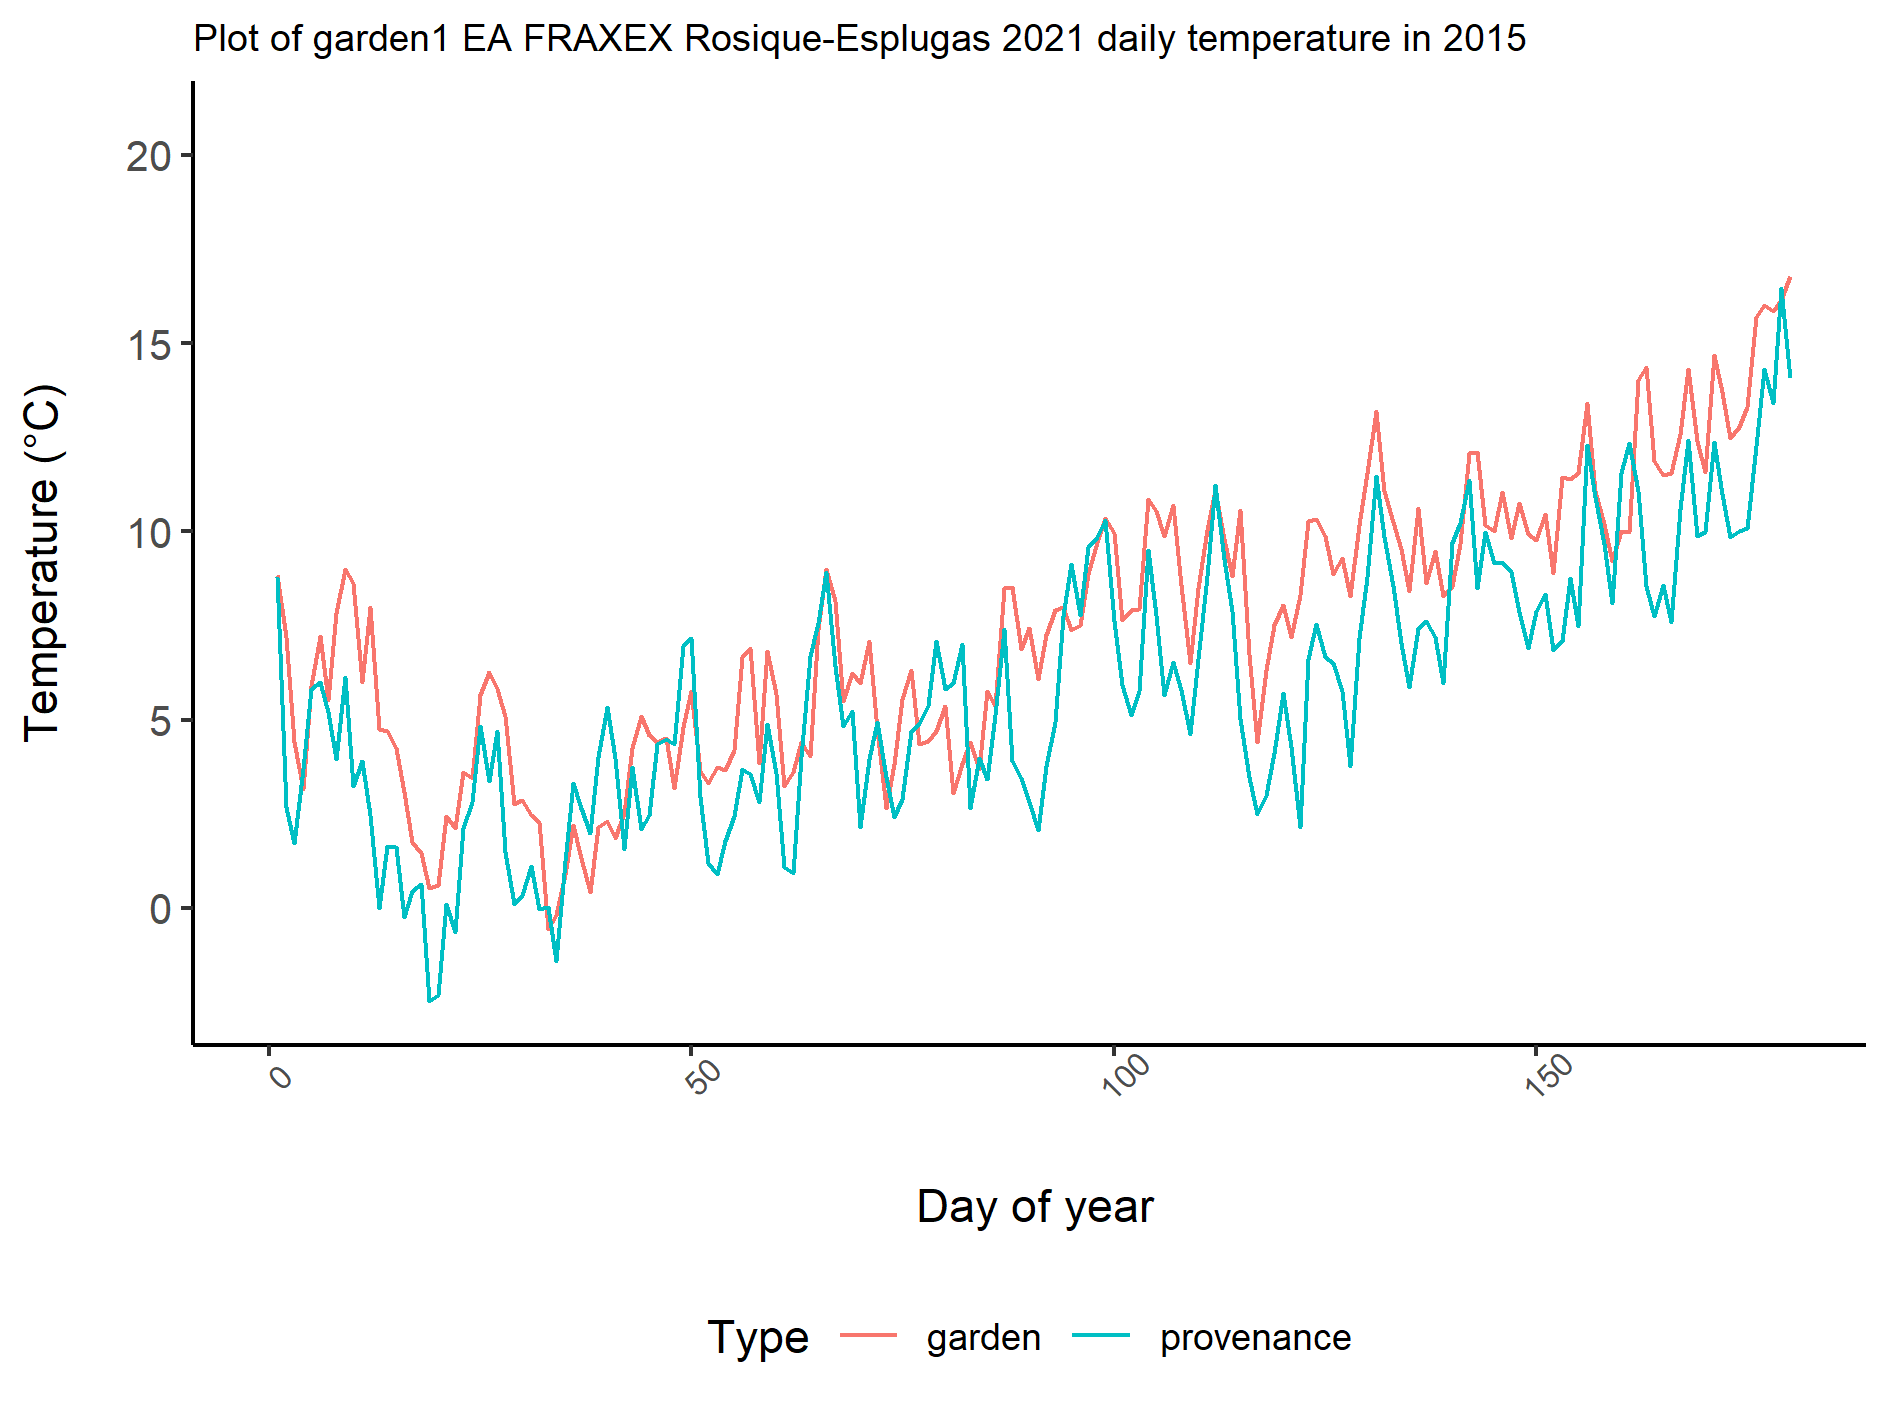 Plot of garden1 EA FRAXEX Rosique-Esplugas 2021 daily temperature in 2015
Temperature (°C)
20
15
10
5
0
0 50 100 150
Day of year
Type garden provenance